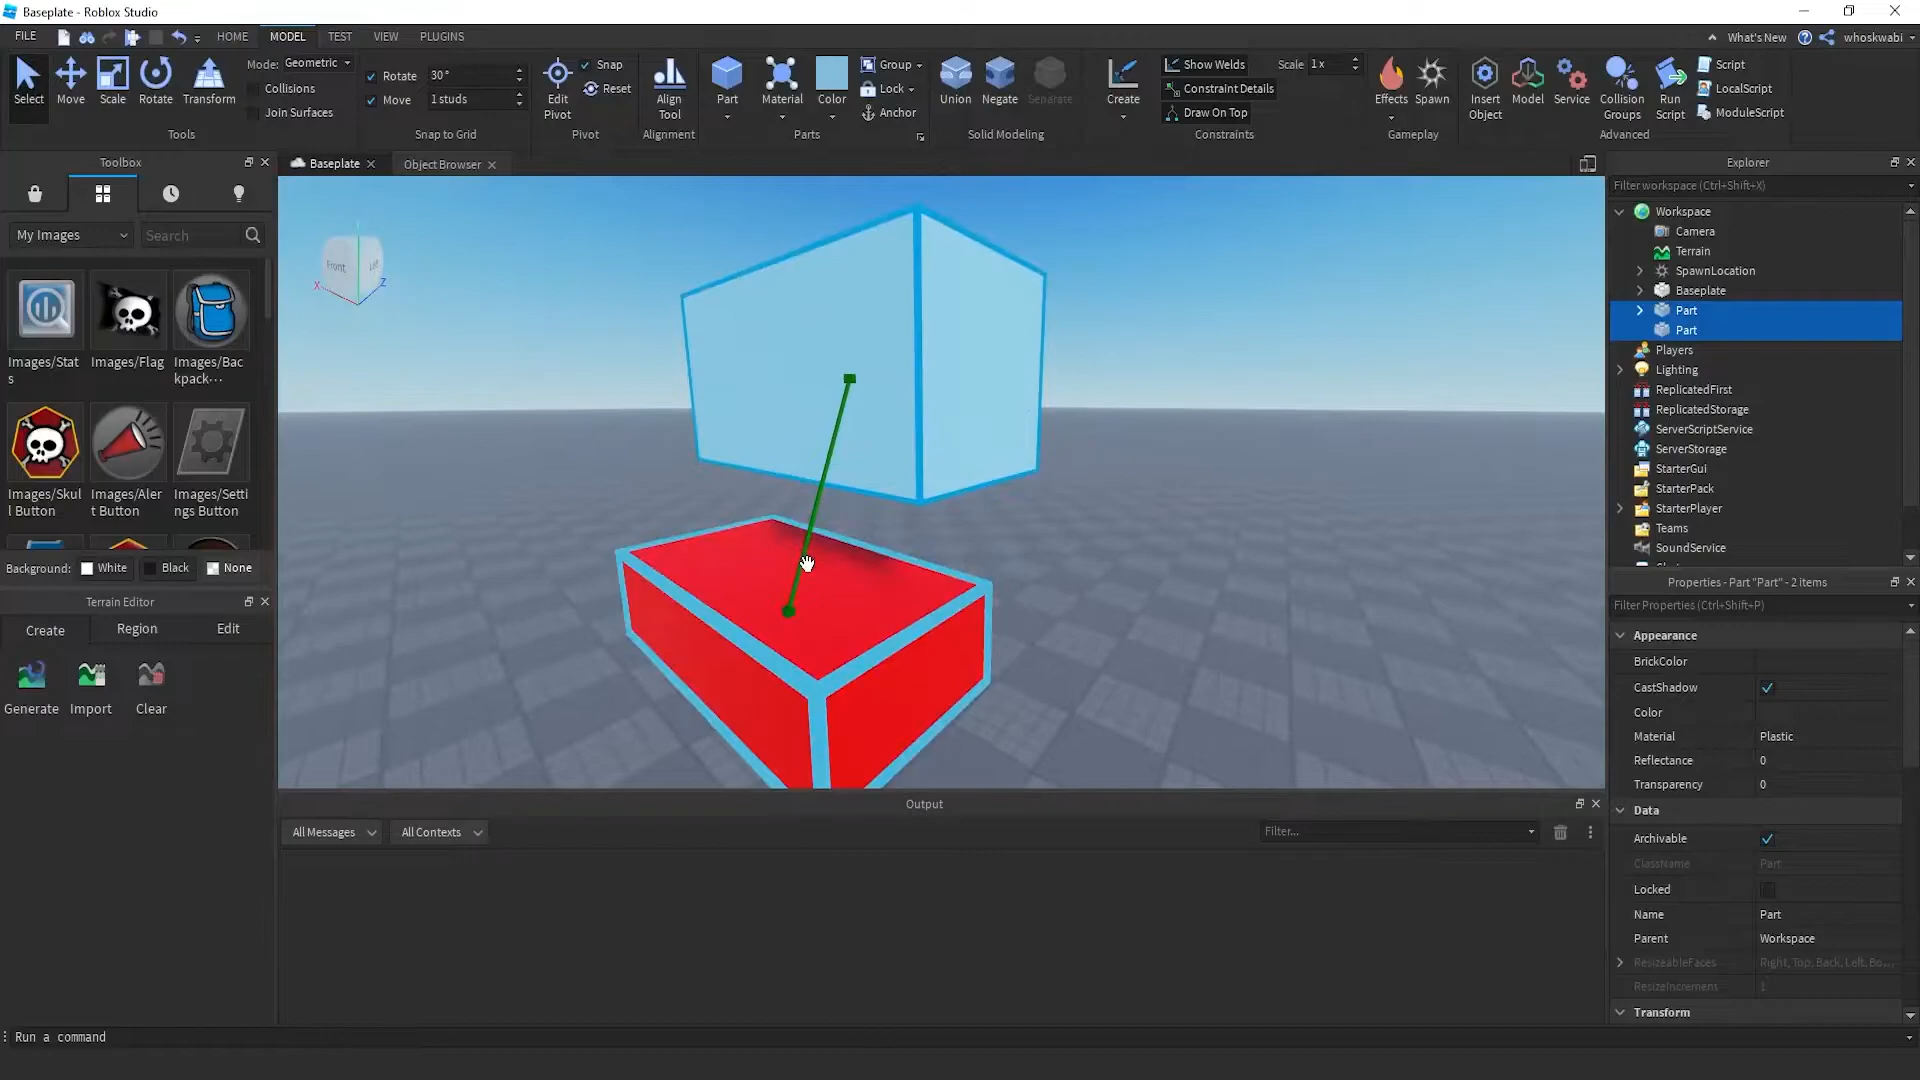 Baseplate - Roblox Studio
FILE HOME MODEL TEST VIEW PLUGINS What's New whoskwabi
Select Move Scale Rotate Transform
Mode: Geometric
Collisions
Join Surfaces
Tools
Rotate 30°
Move 1 studs
Snap to Grid
Edit Pivot
Snap
Reset
Pivot
Align Tool
Alignment
Part Material Color
Group
Lock
Anchor
Parts
Union Negate Separate
Solid Modeling
Create
Show Welds
Constraint Details
Draw On Top
Scale 1 x
Constraints
Effects Spawn
Gameplay
Insert Object
Model
Service
Collision Groups
Run Script
Script
LocalScript
ModuleScript
Advanced
Toolbox
My Images Search
Images/Stats
Images/Flag
Images/Backpack...
Images/Skull Button
Images/Alert Button
Images/Settings Button
Background: White Black None
Terrain Editor
Create Region Edit
Generate Import Clear
Baseplate Object Browser
Front Left
X Z
Output
All Messages All Contexts Filter...
Explorer
Filter workspace (Ctrl+Shift+X)
Workspace
Camera
Terrain
SpawnLocation
Baseplate
Part
Part
Players
Lighting
ReplicatedFirst
ReplicatedStorage
ServerScriptService
ServerStorage
StarterGui
StarterPack
StarterPlayer
Teams
SoundService
Properties - Part "Part" - 2 items
Filter Properties (Ctrl+Shift+P)
Appearance
BrickColor
CastShadow
Color
Material Plastic
Reflectance 0
Transparency 0
Data
Archivable
ClassName Part
Locked
Name Part
Parent Workspace
ResizeableFaces Right, Top, Back, Left, Bo...
ResizeIncrement 1
Transform
Run a command